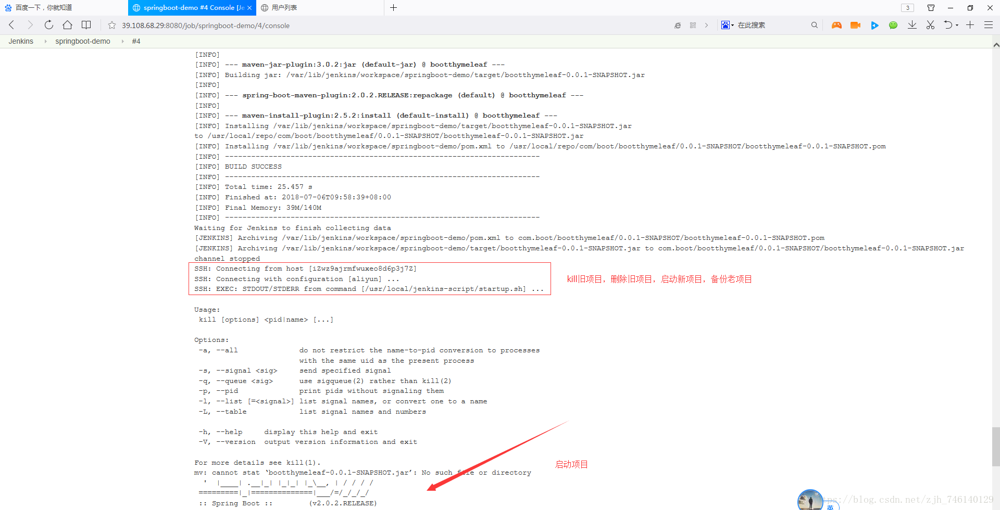 百度一下，你就知道
springboot-demo #4 Console [Je
用户列表
3
39.108.68.29:8080/job/springboot-demo/4/console
在此搜索
Jenkins springboot-demo #4
[INFO]
[INFO] --- maven-jar-plugin:3.0.2:jar (default-jar) @ bootthymeleaf ---
[INFO] Building jar: /var/lib/jenkins/workspace/springboot-demo/target/bootthymeleaf-0.0.1-SNAPSHOT.jar
[INFO]
[INFO] --- spring-boot-maven-plugin:2.0.2.RELEASE:repackage (default) @ bootthymeleaf ---
[INFO]
[INFO] --- maven-install-plugin:2.5.2:install (default-install) @ bootthymeleaf ---
[INFO] Installing /var/lib/jenkins/workspace/springboot-demo/target/bootthymeleaf-0.0.1-SNAPSHOT.jar
to /usr/local/repo/com/boot/bootthymeleaf/0.0.1-SNAPSHOT/bootthymeleaf-0.0.1-SNAPSHOT.jar
[INFO] Installing /var/lib/jenkins/workspace/springboot-demo/pom.xml to /usr/local/repo/com/boot/bootthymeleaf/0.0.1-SNAPSHOT/bootthymeleaf-0.0.1-SNAPSHOT.pom
[INFO] ------------------------------------------------------------------------
[INFO] BUILD SUCCESS
[INFO] ------------------------------------------------------------------------
[INFO] Total time: 25.457 s
[INFO] Finished at: 2018-07-06T09:58:39+08:00
[INFO] Final Memory: 39M/140M
[INFO] ------------------------------------------------------------------------
Waiting for Jenkins to finish collecting data
[JENKINS] Archiving /var/lib/jenkins/workspace/springboot-demo/pom.xml to com.boot/bootthymeleaf/0.0.1-SNAPSHOT/bootthymeleaf-0.0.1-SNAPSHOT.pom
[JENKINS] Archiving /var/lib/jenkins/workspace/springboot-demo/target/bootthymeleaf-0.0.1-SNAPSHOT.jar to com.boot/bootthymeleaf/0.0.1-SNAPSHOT/bootthymeleaf-0.0.1-SNAPSHOT.jar
channel stopped
SSH: Connecting from host [iZwz9ajrmfwuxeo8d6p3j7Z]
SSH: Connecting with configuration [aliyun] ...
kill旧项目，删除旧项目，启动新项目，备份老项目
SSH: EXEC: STDOUT/STDERR from command [/usr/local/jenkins-script/startup.sh] ...
Usage:
 kill [options] <pid|name> [...]
Options:
 -a, --all              do not restrict the name-to-pid conversion to processes
                        with the same uid as the present process
 -s, --signal <sig>     send specified signal
 -q, --queue <sig>      use sigqueue(2) rather than kill(2)
 -p, --pid              print pids without signaling them
 -l, --list [=<signal>] list signal names, or convert one to a name
 -L, --table            list signal names and numbers
 -h, --help     display this help and exit
 -V, --version  output version information and exit
For more details see kill(1).
启动项目
mv: cannot stat ‘bootthymeleaf-0.0.1-SNAPSHOT.jar’: No such file or directory
  '  |____| .__|_| |_|_| |_\__, | / / / /
 =========|_|==============|___/=/_/_/_/
 :: Spring Boot ::        (v2.0.2.RELEASE)
英
tps://blog.csdn.net/zjh_746140129